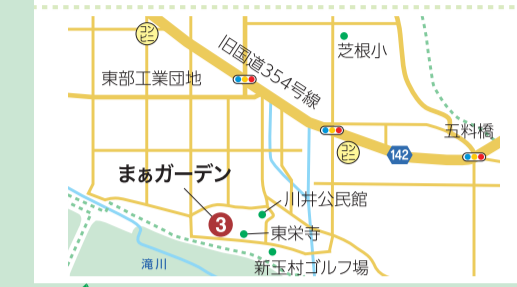 コンビニ
旧国道354号線
芝根小
東部工業団地
五料橋
コンビニ
142
まぁガーデン
川井公民館
3
東栄寺
滝川
新玉村ゴルフ場